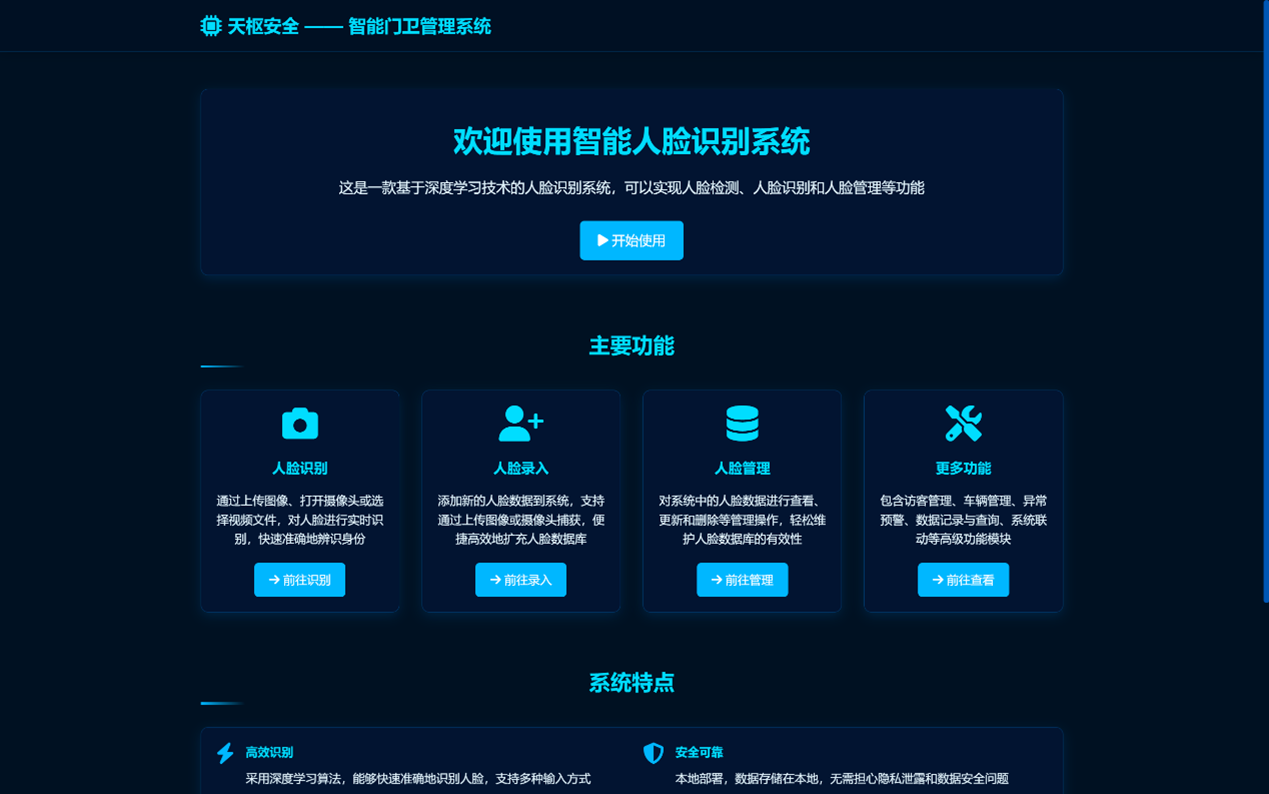 天枢安全 —— 智能门卫管理系统
欢迎使用智能人脸识别系统
这是一款基于深度学习技术的人脸识别系统，可以实现人脸检测、人脸识别和人脸管理等功能
开始使用
主要功能
人脸识别
通过上传图像、打开摄像头或选
择视频文件，对人脸进行实时识
别，快速准确地辨识身份
前往识别
人脸录入
添加新的人脸数据到系统，支持
通过上传图像或摄像头捕获，便
捷高效地扩充人脸数据库
前往录入
人脸管理
对系统中的人脸数据进行查看、
更新和删除等管理操作，轻松维
护人脸数据库的有效性
前往管理
更多功能
包含访客管理、车辆管理、异常
预警、数据记录与查询、系统联
动等高级功能模块
前往查看
系统特点
高效识别
采用深度学习算法，能够快速准确地识别人脸，支持多种输入方式
安全可靠
本地部署，数据存储在本地，无需担心隐私泄露和数据安全问题